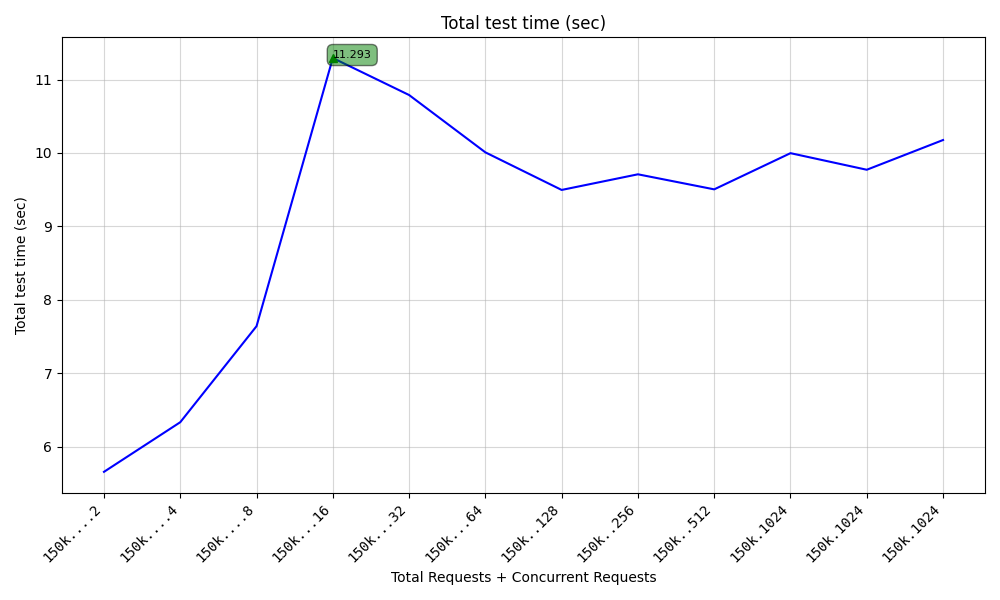 Total test time (sec)
11.293
Total test time (sec)
11
10
9
8
7
6
150k....2
150k....4
150k....8
150k...16
150k...32
150k...64
150k..128
150k..256
150k..512
150k.1024
150k.1024
150k.1024
Total Requests + Concurrent Requests